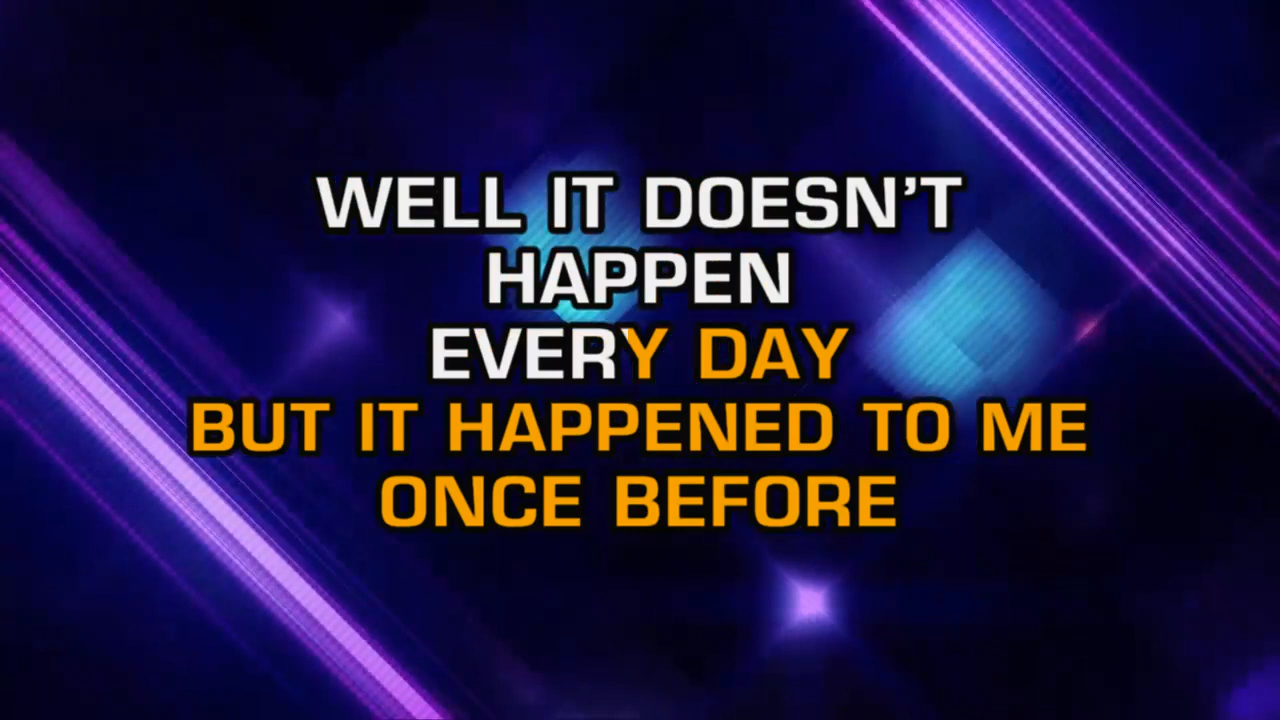 WELL IT DOESN’T
HAPPEN
EVERY DAY
BUT IT HAPPENED TO ME
ONCE BEFORE